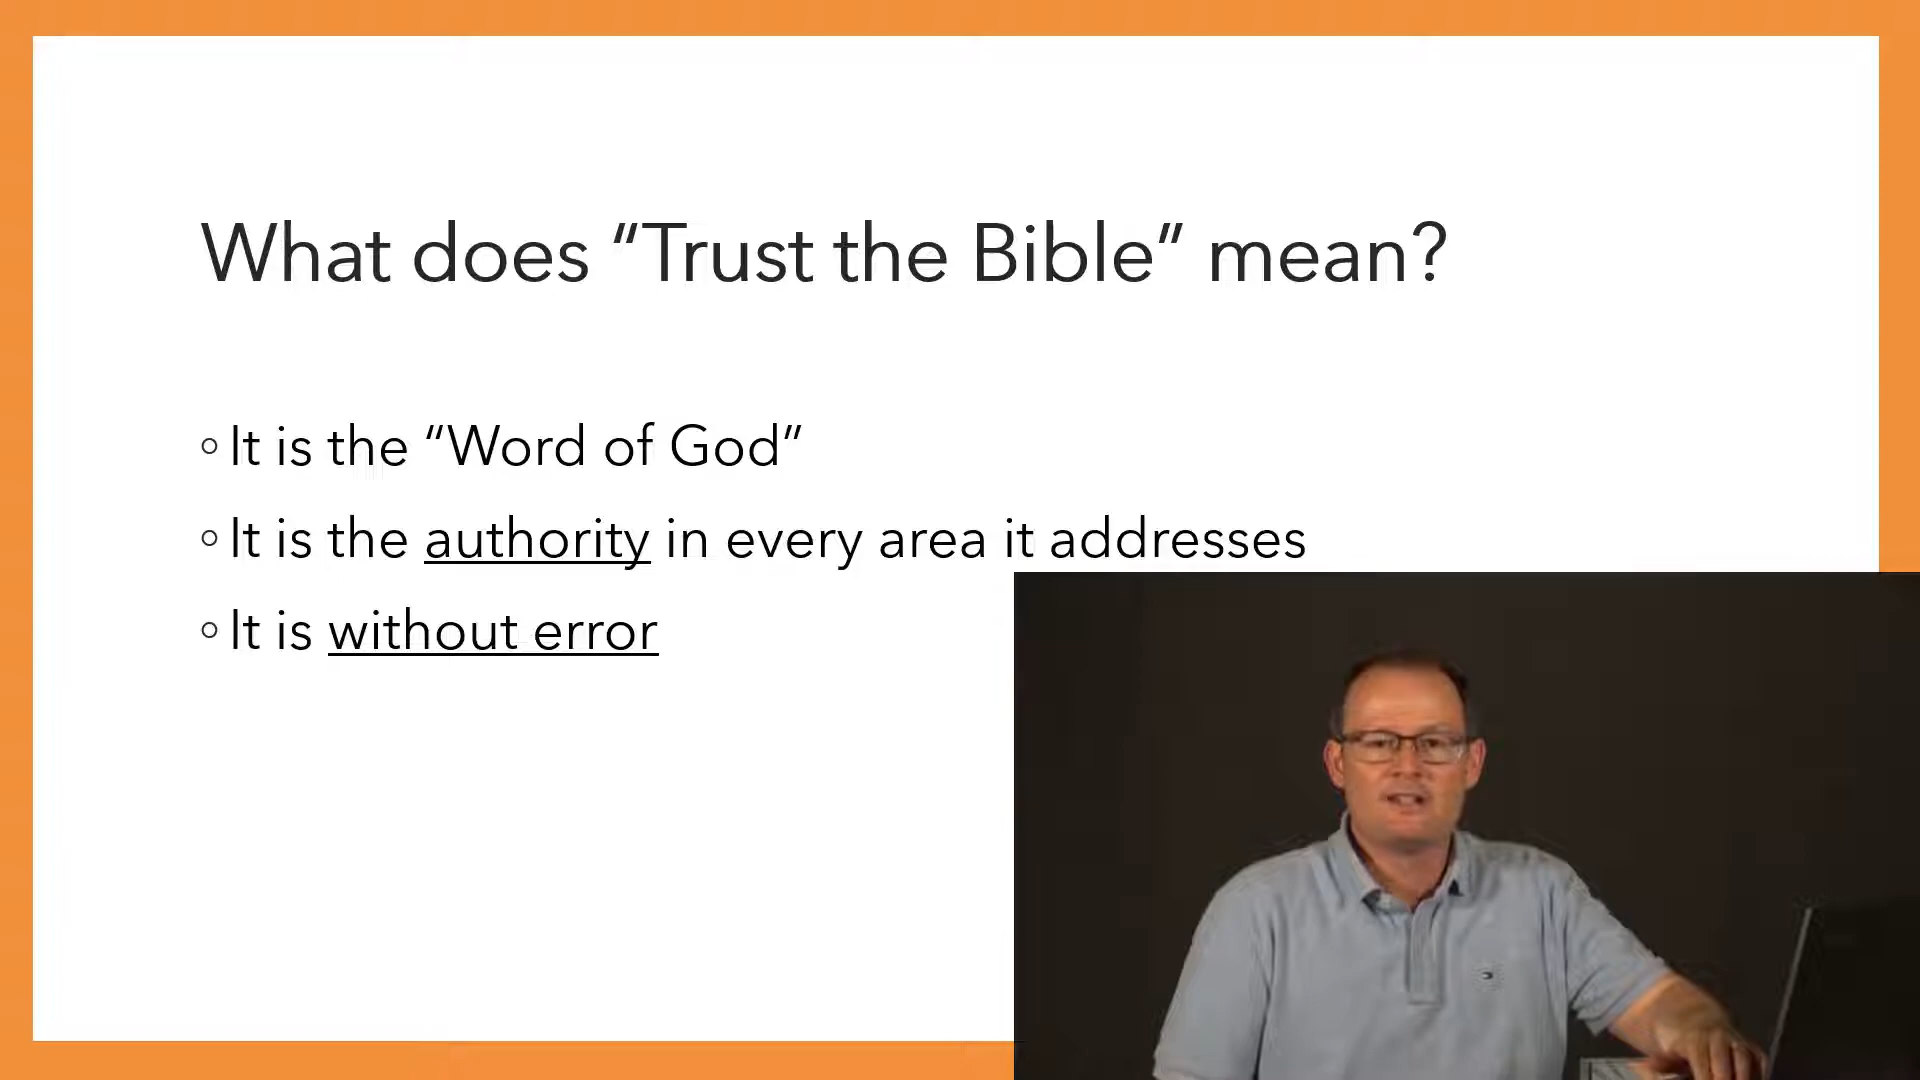 What does “Trust the Bible” mean?
◦ It is the “Word of God”
◦ It is the authority in every area it addresses
◦ It is without error